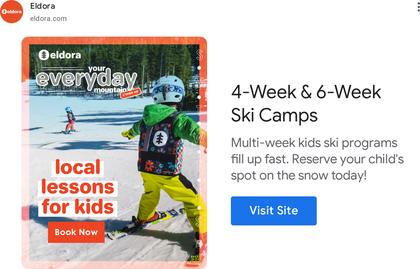 Eldora
eldora.com
eldora
your
everyday
mountain
local
lessons
for kids
Book Now
4-Week & 6-Week
Ski Camps
Multi-week kids ski programs
fill up fast. Reserve your child's
spot on the snow today!
Visit Site